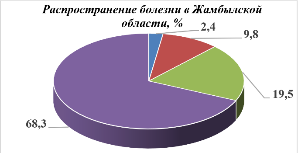 Распространение болезни в Жамбылской
области, %
2,4
9,8
19,5
68,3